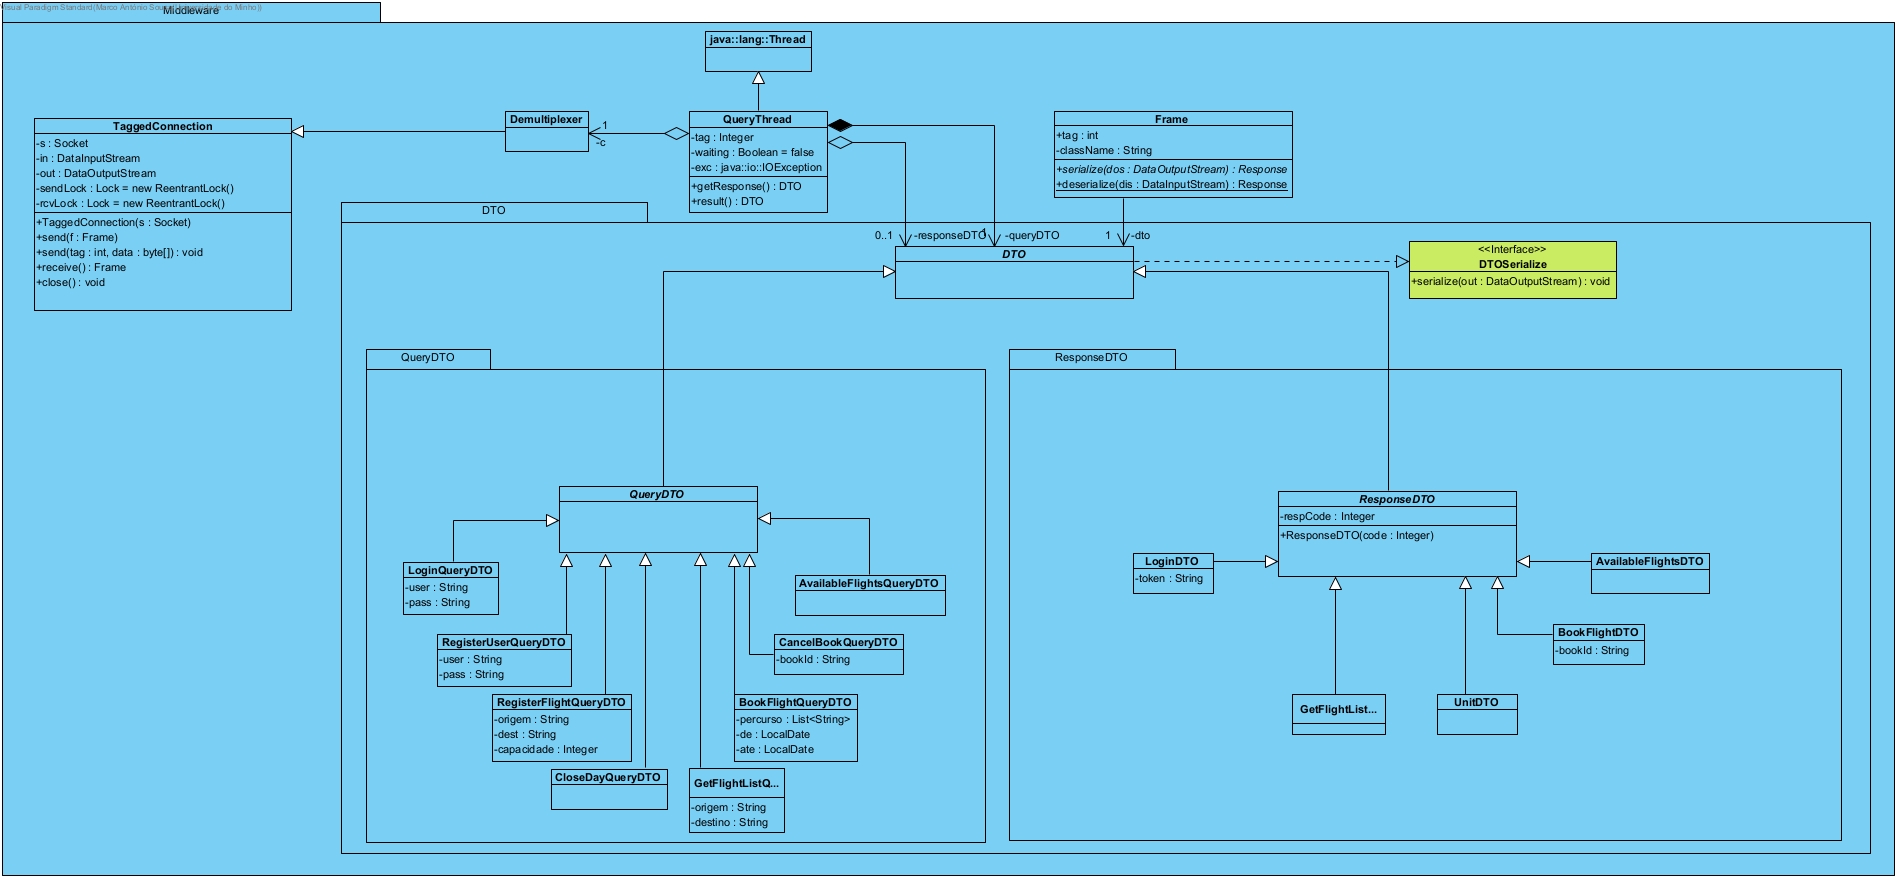 Visual Paradigm Standard(Marco António Sousa(Universidade do Minho))
Middleware
java::lang::Thread
TaggedConnection
-s : Socket
-in : DataInputStream
-out : DataOutputStream
-sendLock : Lock = new ReentrantLock()
-rcvLock : Lock = new ReentrantLock()
+TaggedConnection(s : Socket)
+send(f : Frame)
+send(tag : int, data : byte[]) : void
+receive() : Frame
+close() : void
Demultiplexer
1
-c
QueryThread
-tag : Integer
-waiting : Boolean = false
-exc : java::io::IOException
+getResponse() : DTO
+result() : DTO
Frame
+tag : int
-className : String
+serialize(dos : DataOutputStream) : Response
+deserialize(dis : DataInputStream) : Response
DTO
0..1
-responseDTO
1
-queryDTO
1
-dto
DTO
<<Interface>>
DTOSerialize
+serialize(out : DataOutputStream) : void
QueryDTO
QueryDTO
LoginQueryDTO
-user : String
-pass : String
AvailableFlightsQueryDTO
RegisterUserQueryDTO
-user : String
-pass : String
CancelBookQueryDTO
-bookId : String
RegisterFlightQueryDTO
-origem : String
-dest : String
-capacidade : Integer
BookFlightQueryDTO
-percurso : List<String>
-de : LocalDate
-ate : LocalDate
CloseDayQueryDTO
GetFlightListQ...
-origem : String
-destino : String
ResponseDTO
ResponseDTO
-respCode : Integer
+ResponseDTO(code : Integer)
LoginDTO
-token : String
AvailableFlightsDTO
BookFlightDTO
-bookId : String
GetFlightList...
UnitDTO